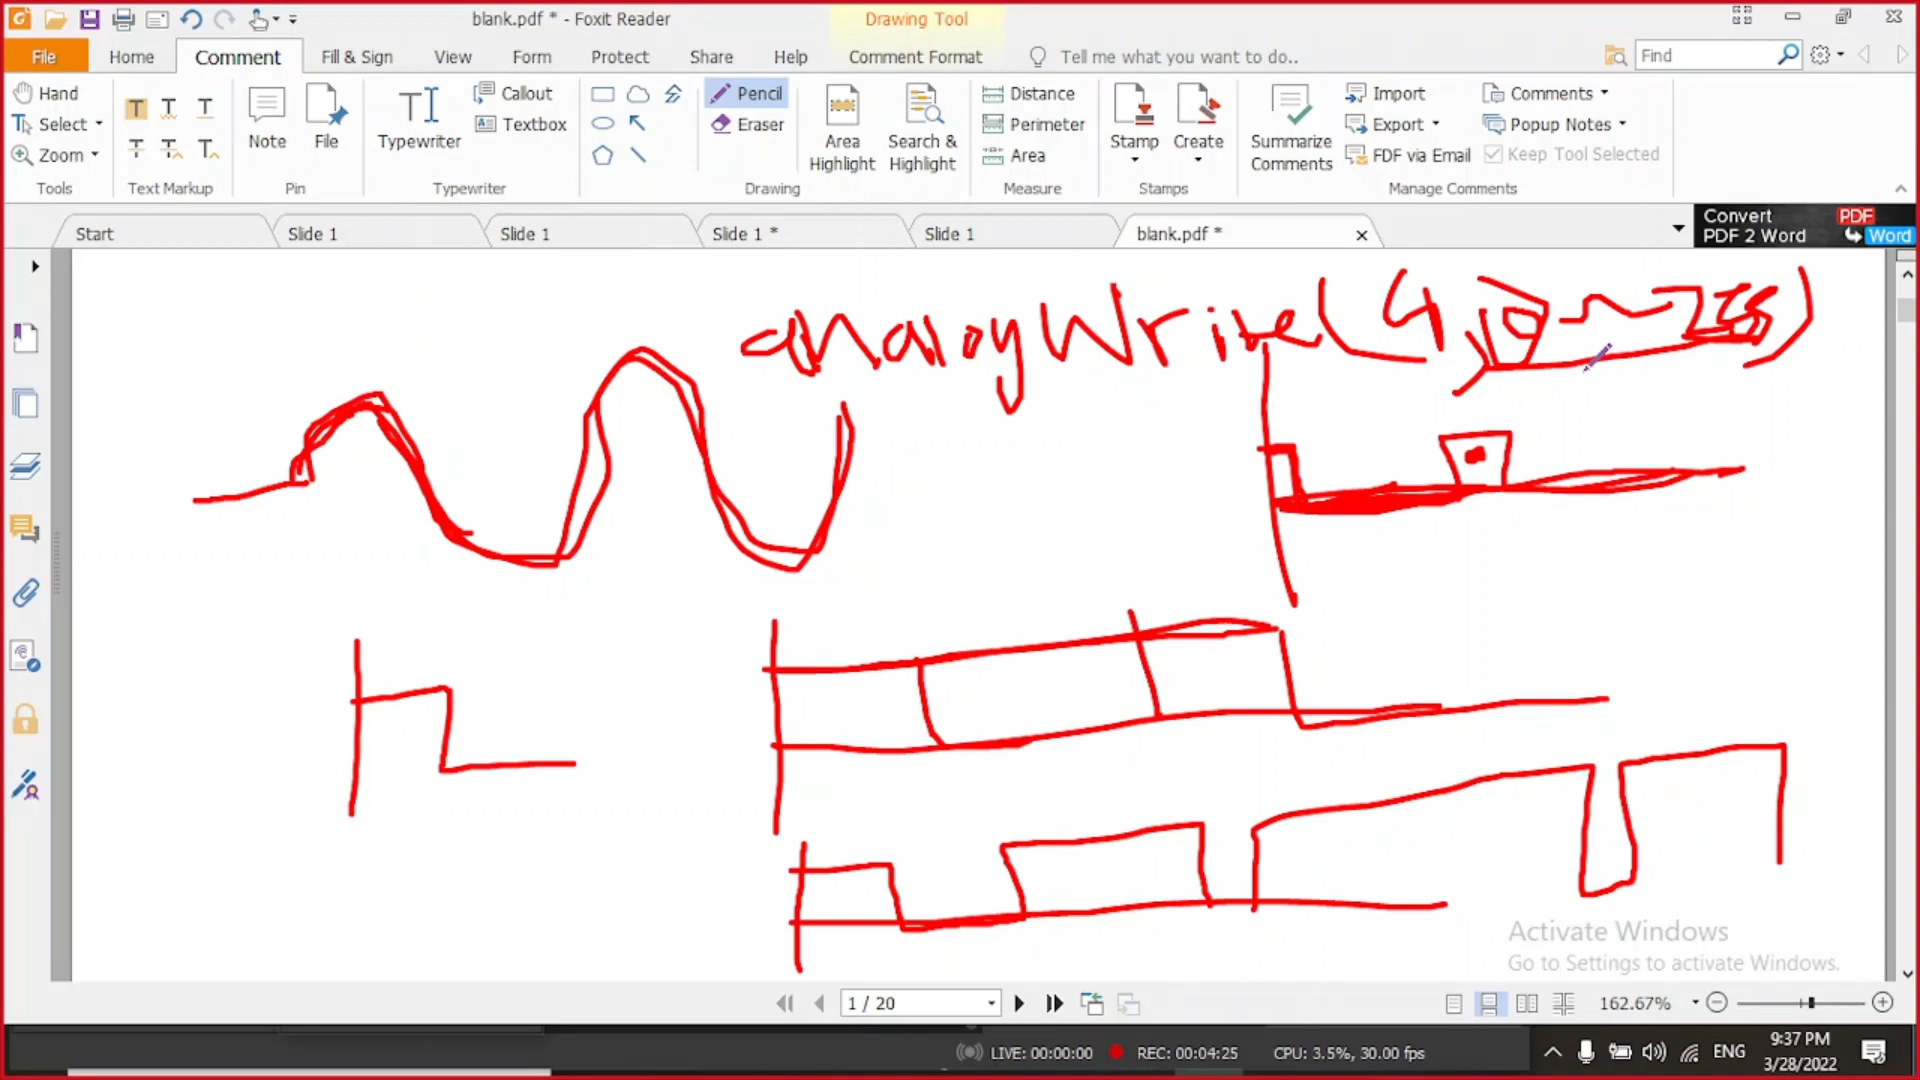 blank.pdf * - Foxit Reader
Drawing Tool
File
Home
Comment
Fill & Sign
View
Form
Protect
Share
Help
Comment Format
Tell me what you want to do..
Find
Hand
Select
Zoom
Tools
Text Markup
Note
File
Pin
Typewriter
Callout
Textbox
Typewriter
Pencil
Eraser
Drawing
Area Highlight
Search & Highlight
Distance
Perimeter
Area
Measure
Stamp
Create
Stamps
Summarize Comments
Import
Export
FDF via Email
Comments
Popup Notes
Keep Tool Selected
Manage Comments
Start
Slide 1
Slide 1
Slide 1 *
Slide 1
blank.pdf *
Convert PDF
PDF 2 Word Word
analogWrite(4,0~255)
Activate Windows
Go to Settings to activate Windows.
1 / 20
162.67%
LIVE: 00:00:00
REC: 00:04:25
CPU: 3.5%, 30.00 fps
ENG
9:37 PM
3/28/2022